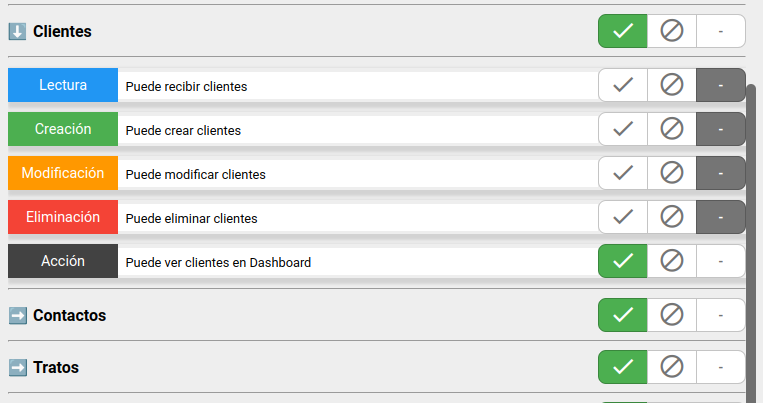 Clientes -
Lectura Puede recibir clientes -
Creación Puede crear clientes -
Modificación Puede modificar clientes -
Eliminación Puede eliminar clientes -
Acción Puede ver clientes en Dashboard -
Contactos -
Tratos -